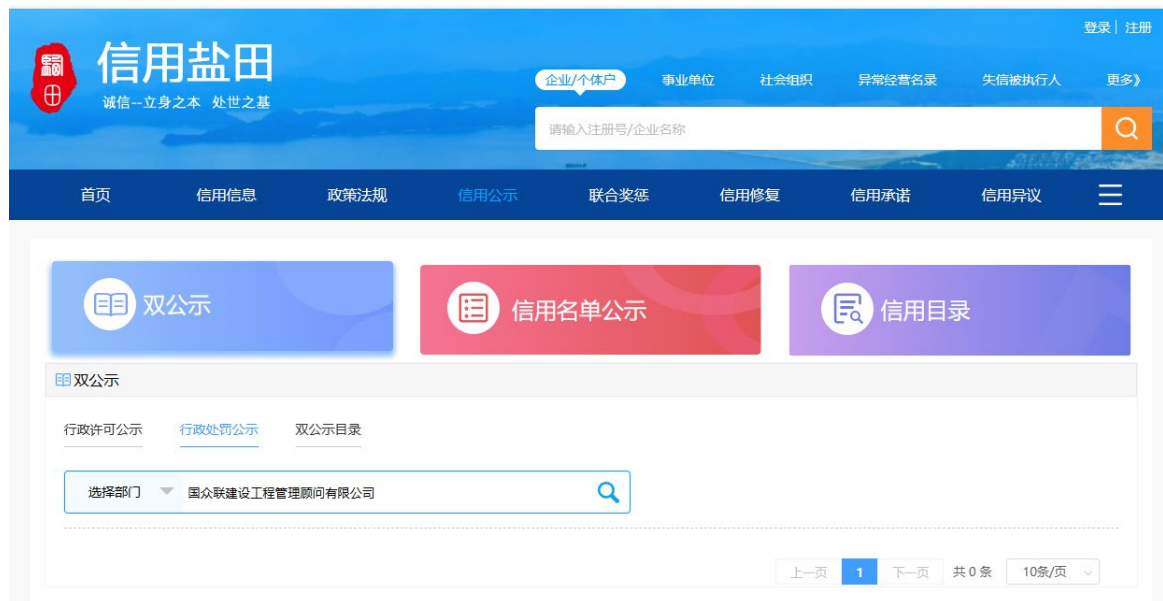 登录 | 注册
信用盐田
诚信--立身之本 处世之基
企业/个体户 事业单位 社会组织 异常经营名录 失信被执行人 更多》
请输入注册号/企业名称
首页 信用信息 政策法规 信用公示 联合奖惩 信用修复 信用承诺 信用异议
双公示 信用名单公示 信用目录
双公示
行政许可公示 行政处罚公示 双公示目录
选择部门 国众联建设工程管理顾问有限公司
上一页 1 下一页 共 0 条 10条/页